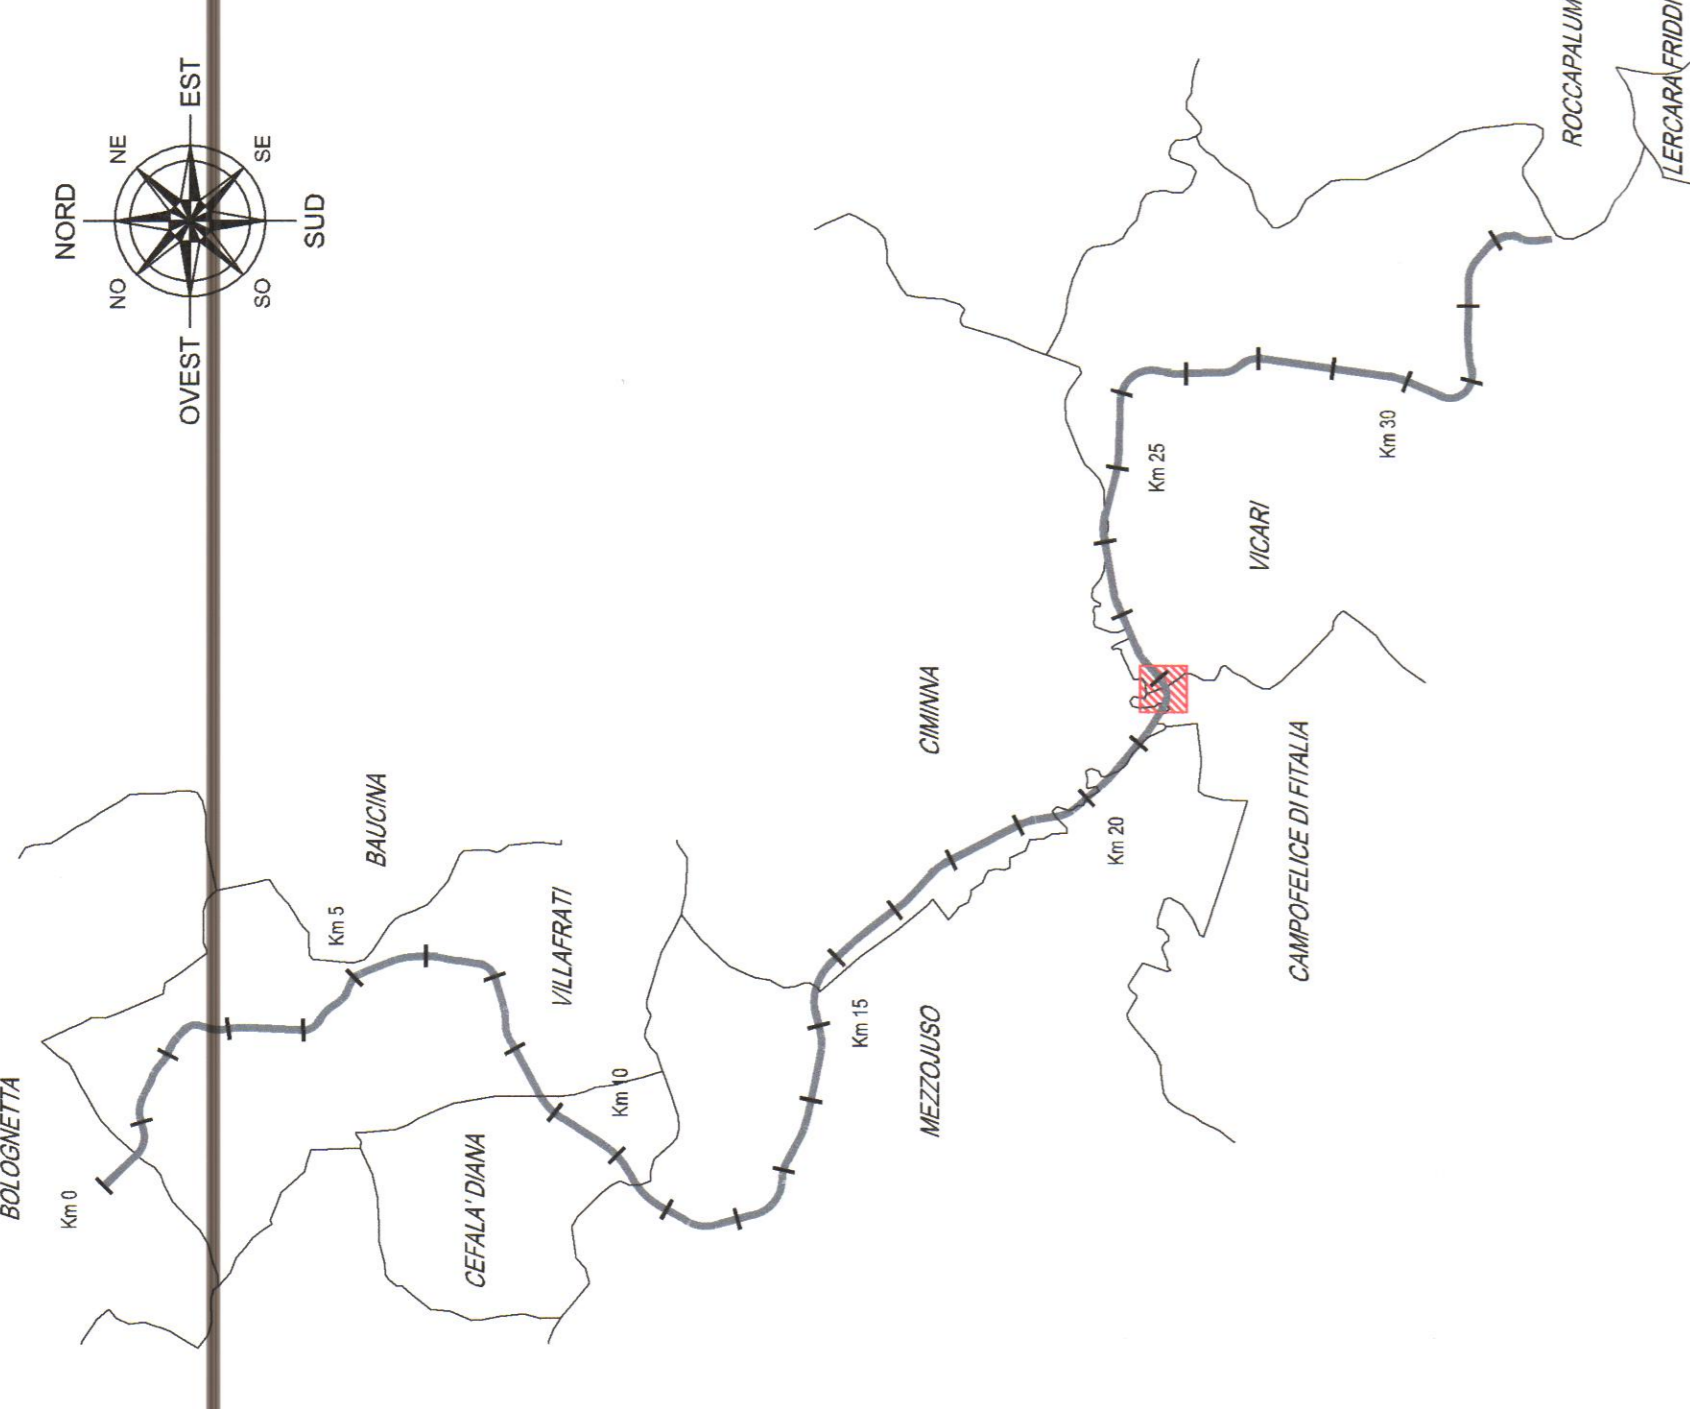 NORD
NE
EST
SE
SUD
SO
OVEST
NO
BOLOGNETTA
Km 0
BAUCINA
Km 5
VILLAFRATI
CEFALA' DIANA
Km 10
CIMINNA
Km 15
MEZZOJUSO
Km 20
CAMPOFELICE DI FITALIA
Km 25
VICARI
Km 30
ROCCAPALUM
LERCARA FRIDDI